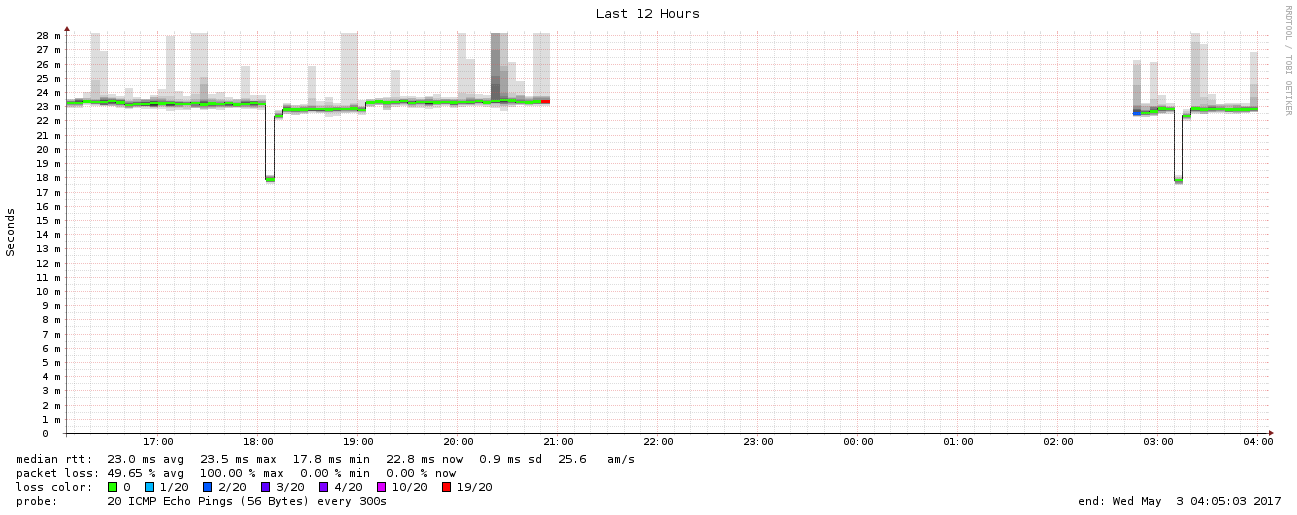 Last 12 Hours
RRDTOOL / TOBI OETIKER
Seconds
28 m
27 m
26 m
25 m
24 m
23 m
22 m
21 m
20 m
19 m
18 m
17 m
16 m
15 m
14 m
13 m
12 m
11 m
10 m
9 m
8 m
7 m
6 m
5 m
4 m
3 m
2 m
1 m
0
17:00 18:00 19:00 20:00 21:00 22:00 23:00 00:00 01:00 02:00 03:00 04:00
median rtt: 23.0 ms avg 23.5 ms max 17.8 ms min 22.8 ms now 0.9 ms sd 25.6 am/s
packet loss: 49.65 % avg 100.00 % max 0.00 % min 0.00 % now
loss color: 0 1/20 2/20 3/20 4/20 10/20 19/20
probe: 20 ICMP Echo Pings (56 Bytes) every 300s end: Wed May 3 04:05:03 2017